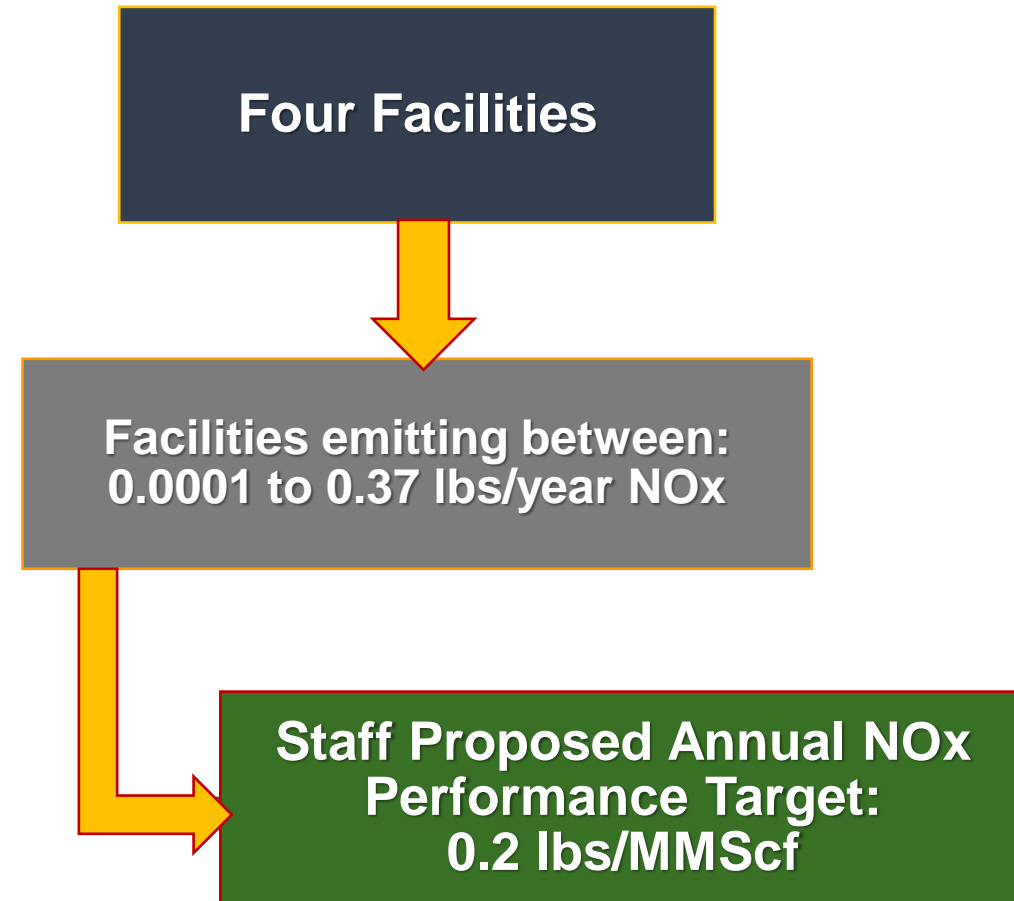 Four Facilities
Facilities emitting between:
0.0001 to 0.37 lbs/year NOx
Staff Proposed Annual NOx
Performance Target:
0.2 lbs/MMScf